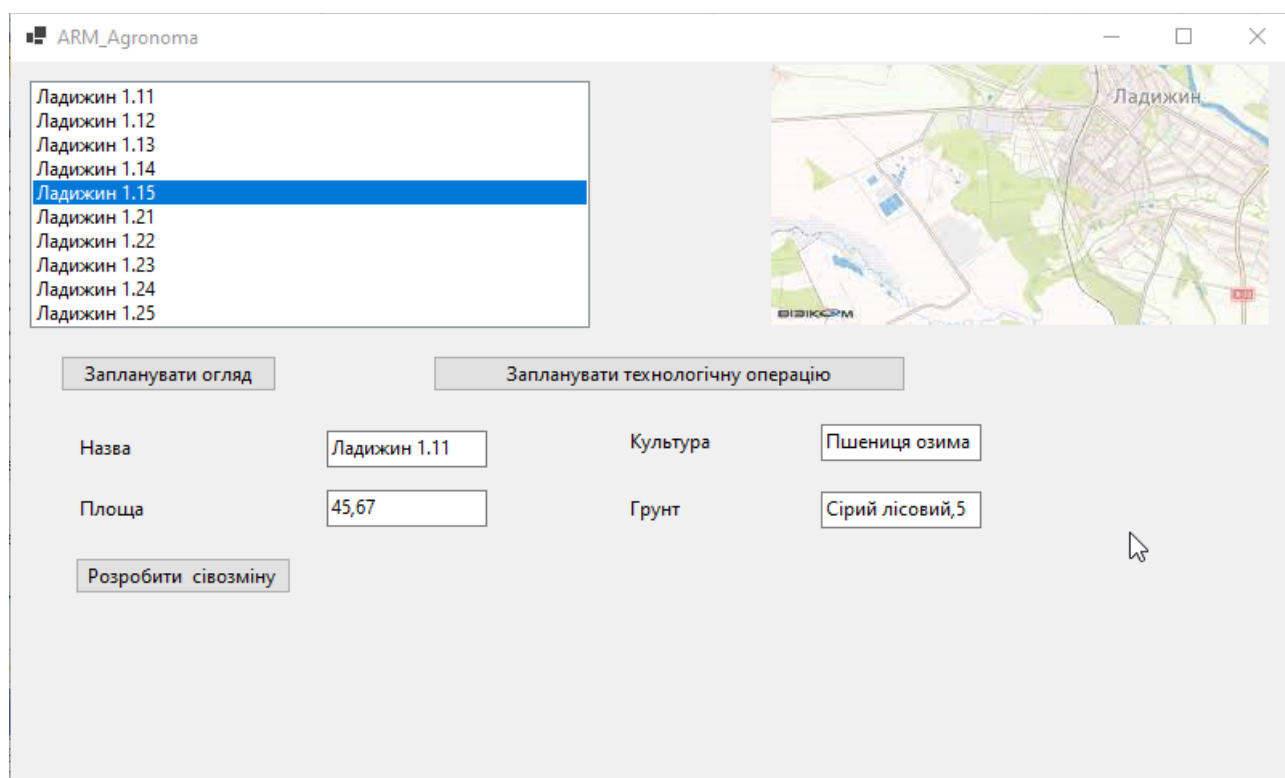 ARM_Agronoma
Ладижин 1.11
Ладижин 1.12
Ладижин 1.13
Ладижин 1.14
Ладижин 1.15
Ладижин 1.21
Ладижин 1.22
Ладижин 1.23
Ладижин 1.24
Ладижин 1.25
Ладижин
ВІЗІКОМ
Запланувати огляд
Запланувати технологічну операцію
Назва
Ладижин 1.11
Культура
Пшениця озима
Площа
45,67
Грунт
Сірий лісовий,5
Розробити  сівозміну